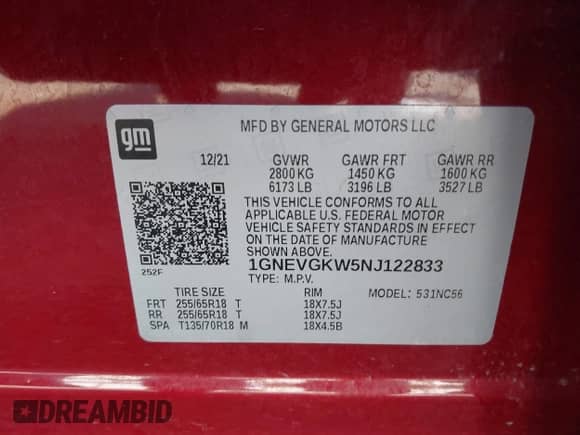 gm
MFD BY GENERAL MOTORS LLC
12/21 GVWR GAWR FRT GAWR RR
2800 KG 1450 KG 1600 KG
6173 LB 3196 LB 3527 LB
THIS VEHICLE CONFORMS TO ALL
APPLICABLE U.S. FEDERAL MOTOR
VEHICLE SAFETY STANDARDS IN EFFECT
ON THE DATE OF MANUFACTURE
SHOWN ABOVE.
252F
1GNEVGKW5NJ122833
TYPE: M.P.V.
TIRE SIZE RIM MODEL: 531NC56
FRT 255/65R18 T 18X7.5J
RR 255/65R18 T 18X7.5J
SPA T135/70R18 M 18X4.5B
DREAMBID